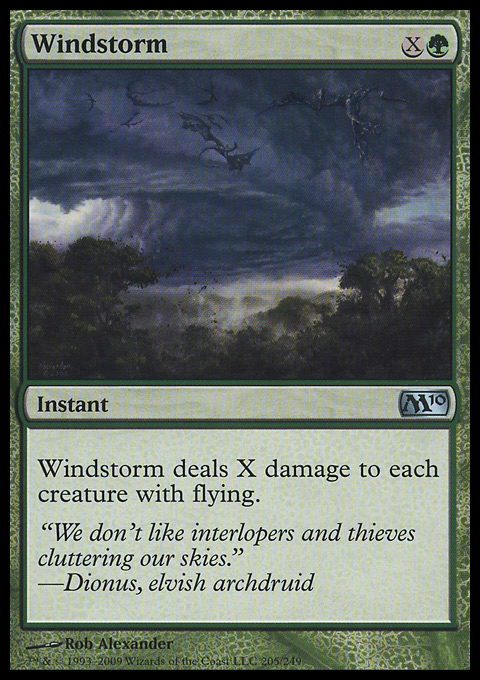 Windstorm X
Instant M10
Windstorm deals X damage to each
creature with flying.
“We don’t like interlopers and thieves
cluttering our skies.”
—Dionus, elvish archdruid
Rob Alexander
™ & © 1993–2009 Wizards of the Coast LLC 205/249